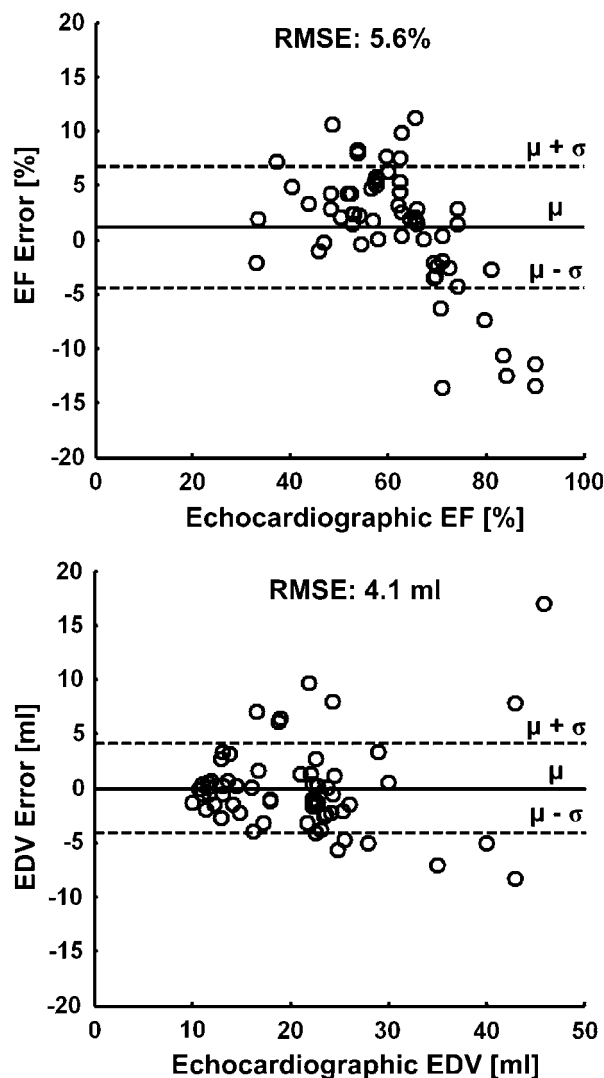 20
RMSE: 5.6%
15
10
μ + σ
5
μ
0
μ - σ
-5
-10
-15
-20
EF Error [%]
0 20 40 60 80 100
Echocardiographic EF [%]
20
RMSE: 4.1 ml
15
10
μ + σ
5
μ
0
μ - σ
-5
-10
-15
-20
EDV Error [ml]
0 10 20 30 40 50
Echocardiographic EDV [ml]